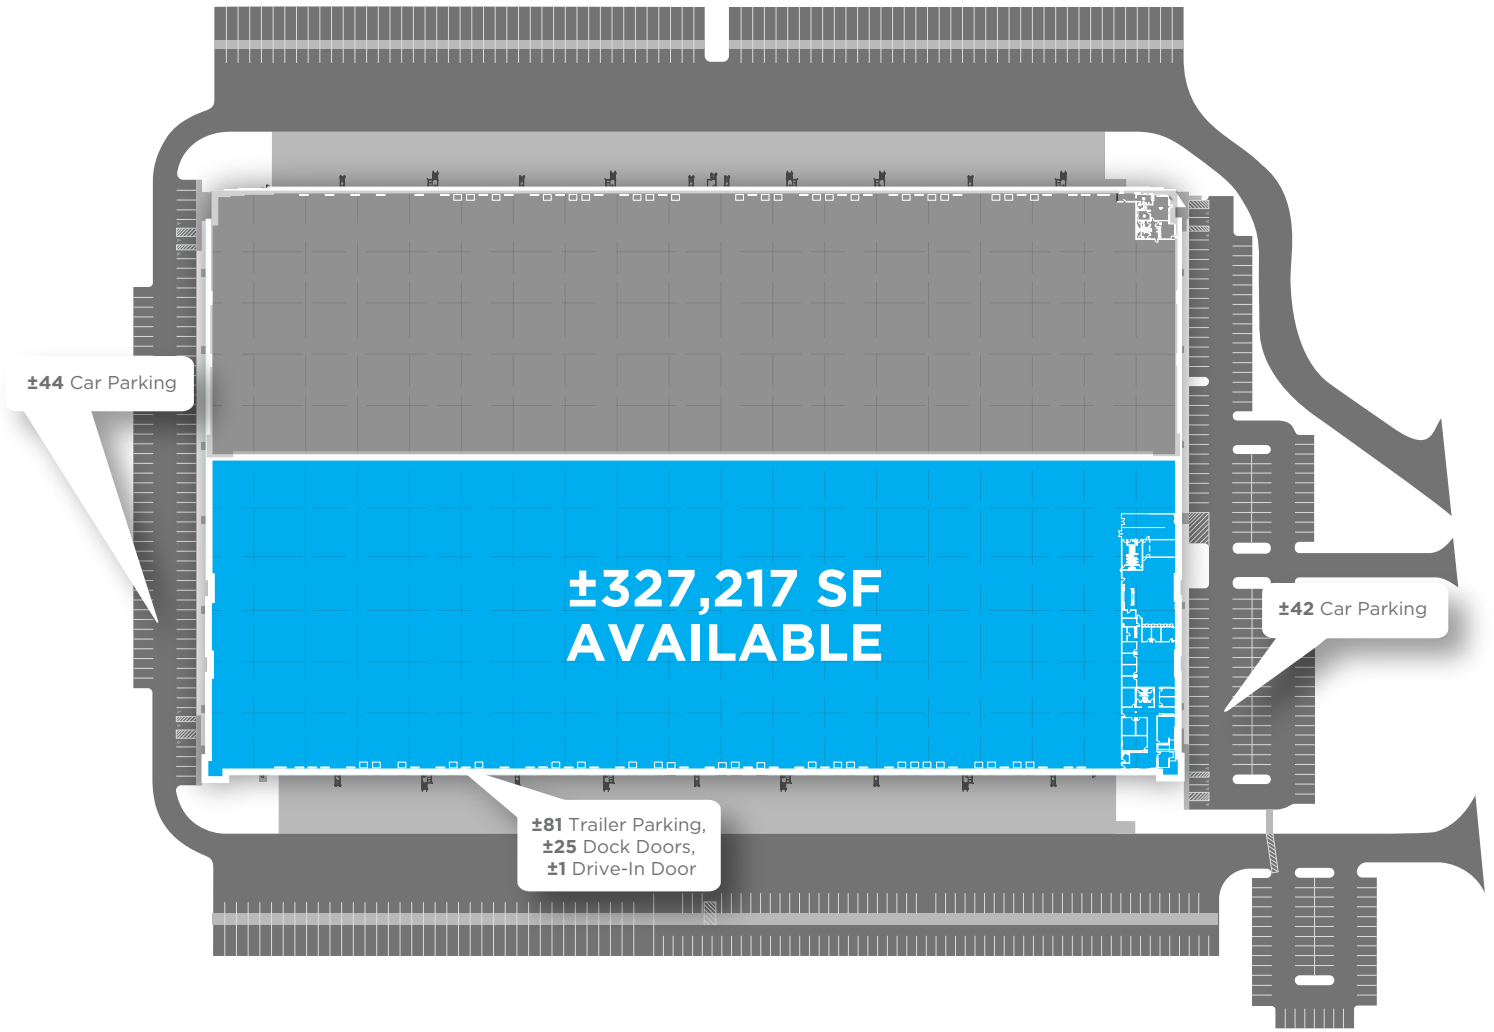 ±44 Car Parking
±327,217 SF
AVAILABLE
±42 Car Parking
±81 Trailer Parking,
±25 Dock Doors,
±1 Drive-In Door